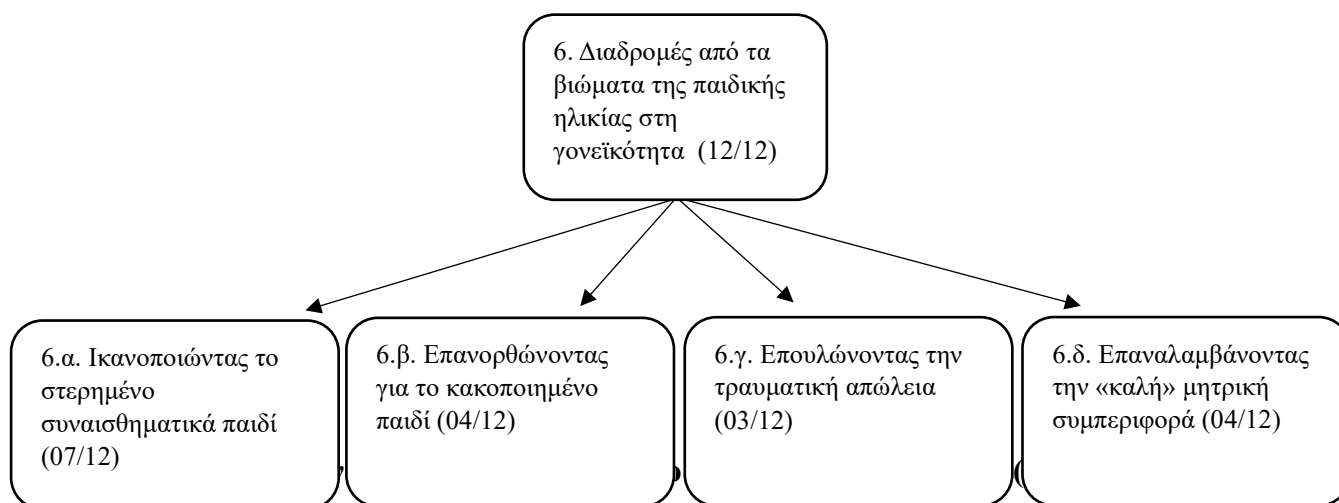 6. Διαδρομές από τα
βιώματα της παιδικής
ηλικίας στη
γονεϊκότητα (12/12)
6.α. Ικανοποιώντας το
στερημένο
συναισθηματικά παιδί
(07/12)
6.β. Επανορθώνοντας
για το κακοποιημένο
παιδί (04/12)
6.γ. Επουλώνοντας την
τραυματική απώλεια
(03/12)
6.δ. Επαναλαμβάνοντας
την «καλή» μητρική
συμπεριφορά (04/12)